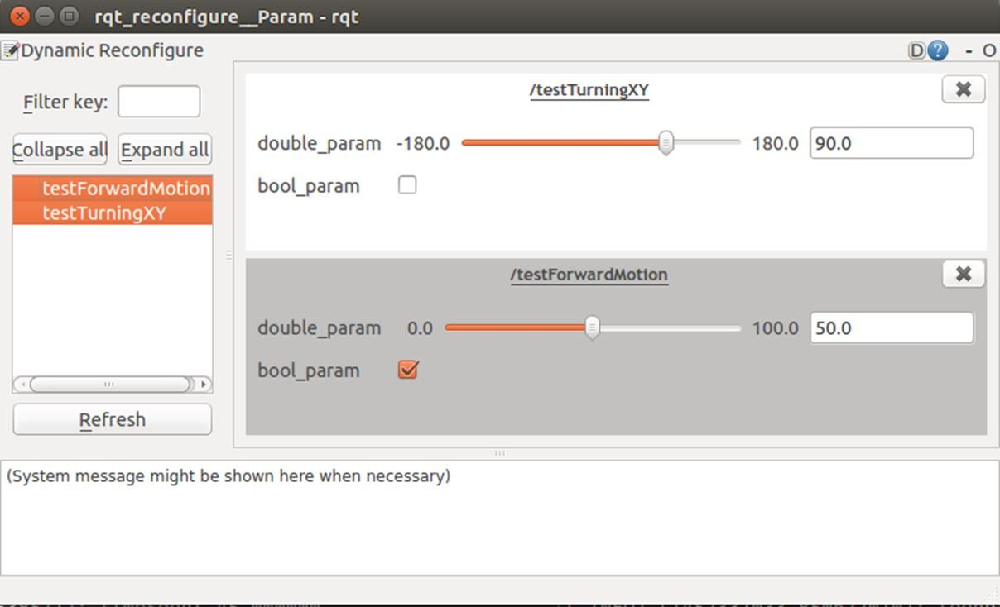 rqt_reconfigure__Param - rqt
Dynamic Reconfigure
D ? - O
Filter key:
Collapse all Expand all
testForwardMotion
testTurningXY
Refresh
/testTurningXY
double_param -180.0 180.0 90.0
bool_param
/testForwardMotion
double_param 0.0 100.0 50.0
bool_param
(System message might be shown here when necessary)